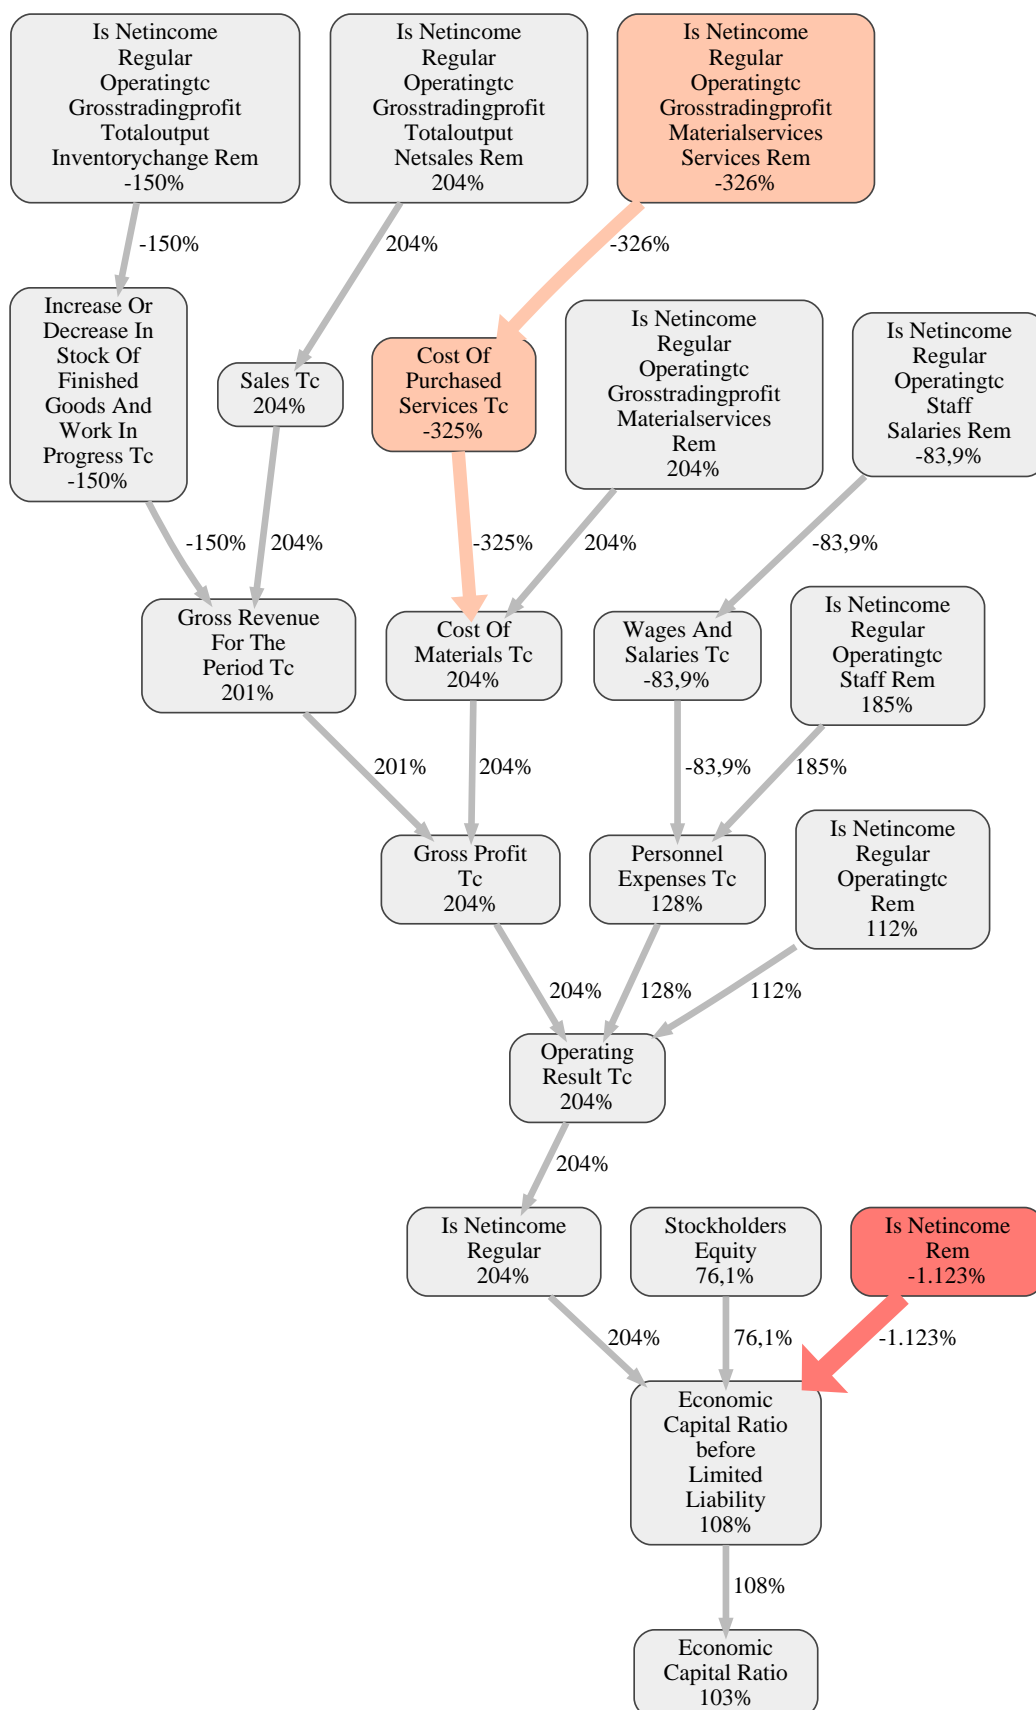 Is Netincome
Regular
Operatingtc
Grosstradingprofit
Totaloutput
Inventorychange Rem
-150%
Is Netincome
Regular
Operatingtc
Grosstradingprofit
Totaloutput
Netsales Rem
204%
Is Netincome
Regular
Operatingtc
Grosstradingprofit
Materialservices
Services Rem
-326%
-150%
204%
-326%
Increase Or
Decrease In
Stock Of
Finished
Goods And
Work In
Progress Tc
-150%
Sales Tc
204%
Cost Of
Purchased
Services Tc
-325%
Is Netincome
Regular
Operatingtc
Grosstradingprofit
Materialservices
Rem
204%
Is Netincome
Regular
Operatingtc
Staff
Salaries Rem
-83,9%
-150%
204%
-325%
204%
-83,9%
Gross Revenue
For The
Period Tc
201%
Cost Of
Materials Tc
204%
Wages And
Salaries Tc
-83,9%
Is Netincome
Regular
Operatingtc
Staff Rem
185%
201%
204%
-83,9%
185%
Gross Profit
Tc
204%
Personnel
Expenses Tc
128%
Is Netincome
Regular
Operatingtc
Rem
112%
204%
128%
112%
Operating
Result Tc
204%
204%
Is Netincome
Regular
204%
Stockholders
Equity
76,1%
Is Netincome
Rem
-1.123%
204%
76,1%
-1.123%
Economic
Capital Ratio
before
Limited
Liability
108%
108%
Economic
Capital Ratio
103%